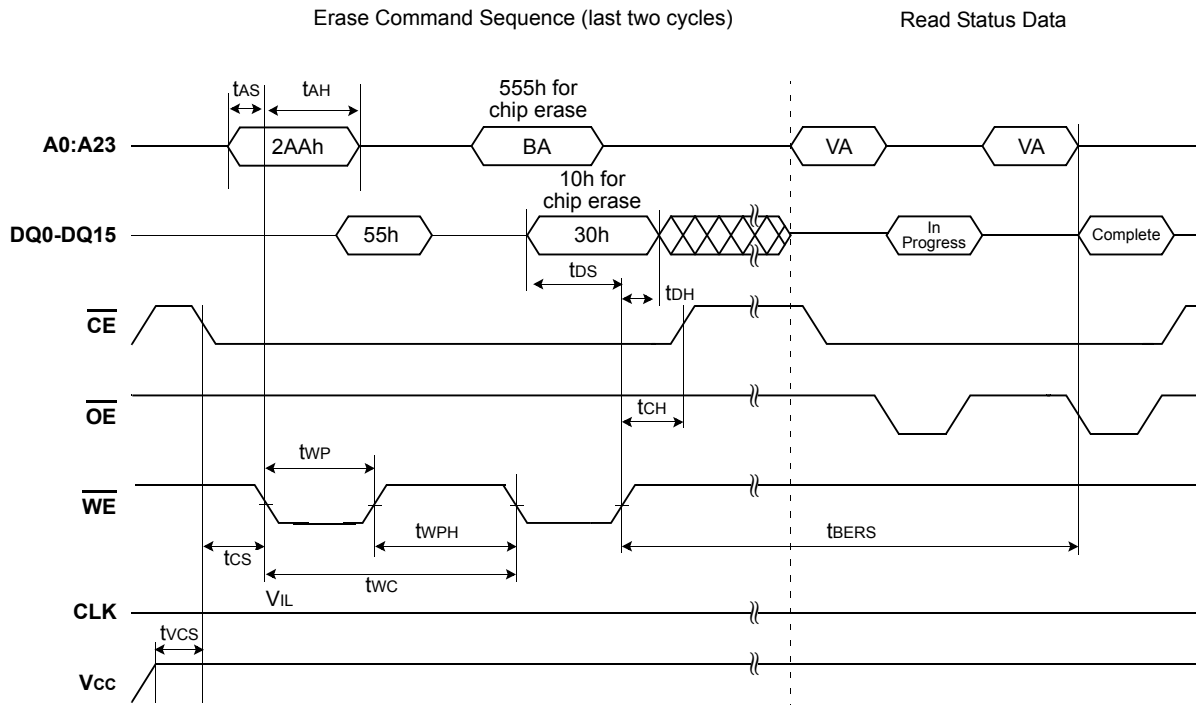 Erase Command Sequence (last two cycles)
Read Status Data
tAS
tAH
555h for
chip erase
A0:A23
2AAh
BA
VA
VA
10h for
chip erase
DQ0-DQ15
55h
30h
In
Progress
Complete
tDS
tDH
CE
OE
tCH
tWP
WE
tWPH
tBERS
tCS
tWC
VIL
CLK
tVCS
Vcc